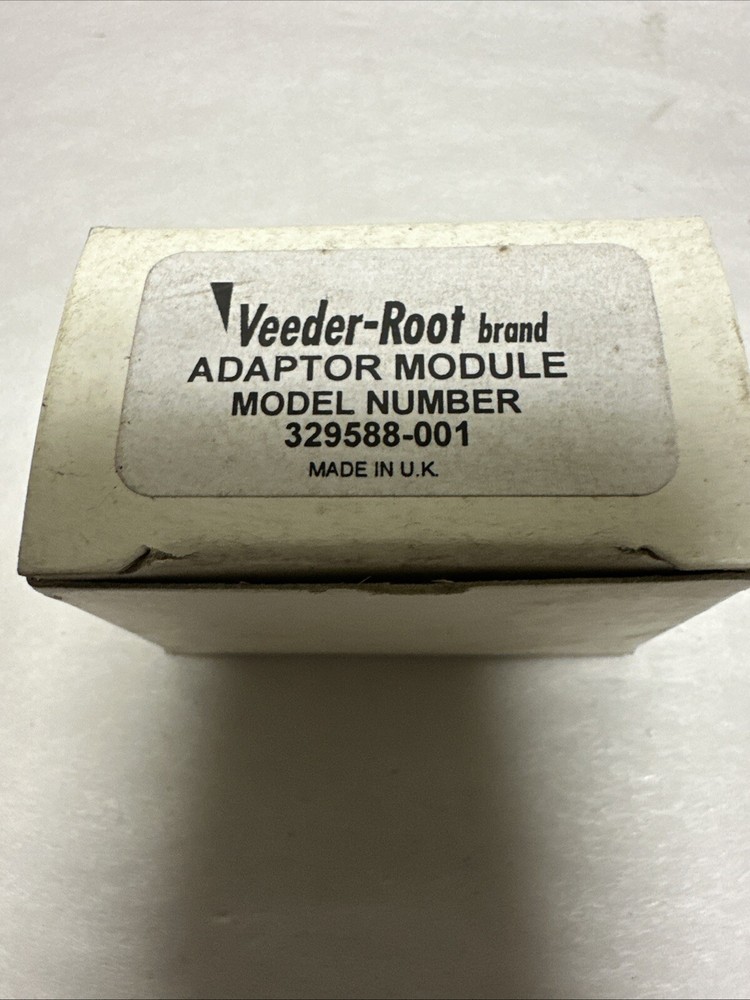 Veeder-Root brand
ADAPTOR MODULE
MODEL NUMBER
329588-001
MADE IN U.K.